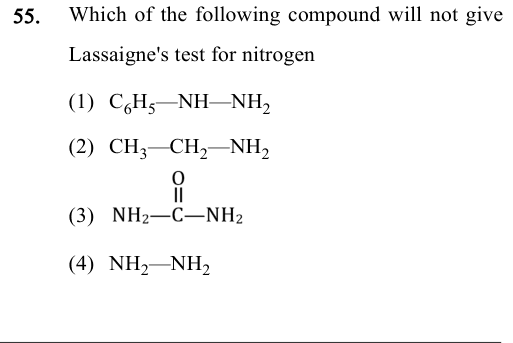 55. Which of the following compound will not give
Lassaigne's test for nitrogen
(1) C₆H₅—NH—NH₂
(2) CH₃—CH₂—NH₂
O
||
(3) NH₂—C—NH₂
(4) NH₂—NH₂